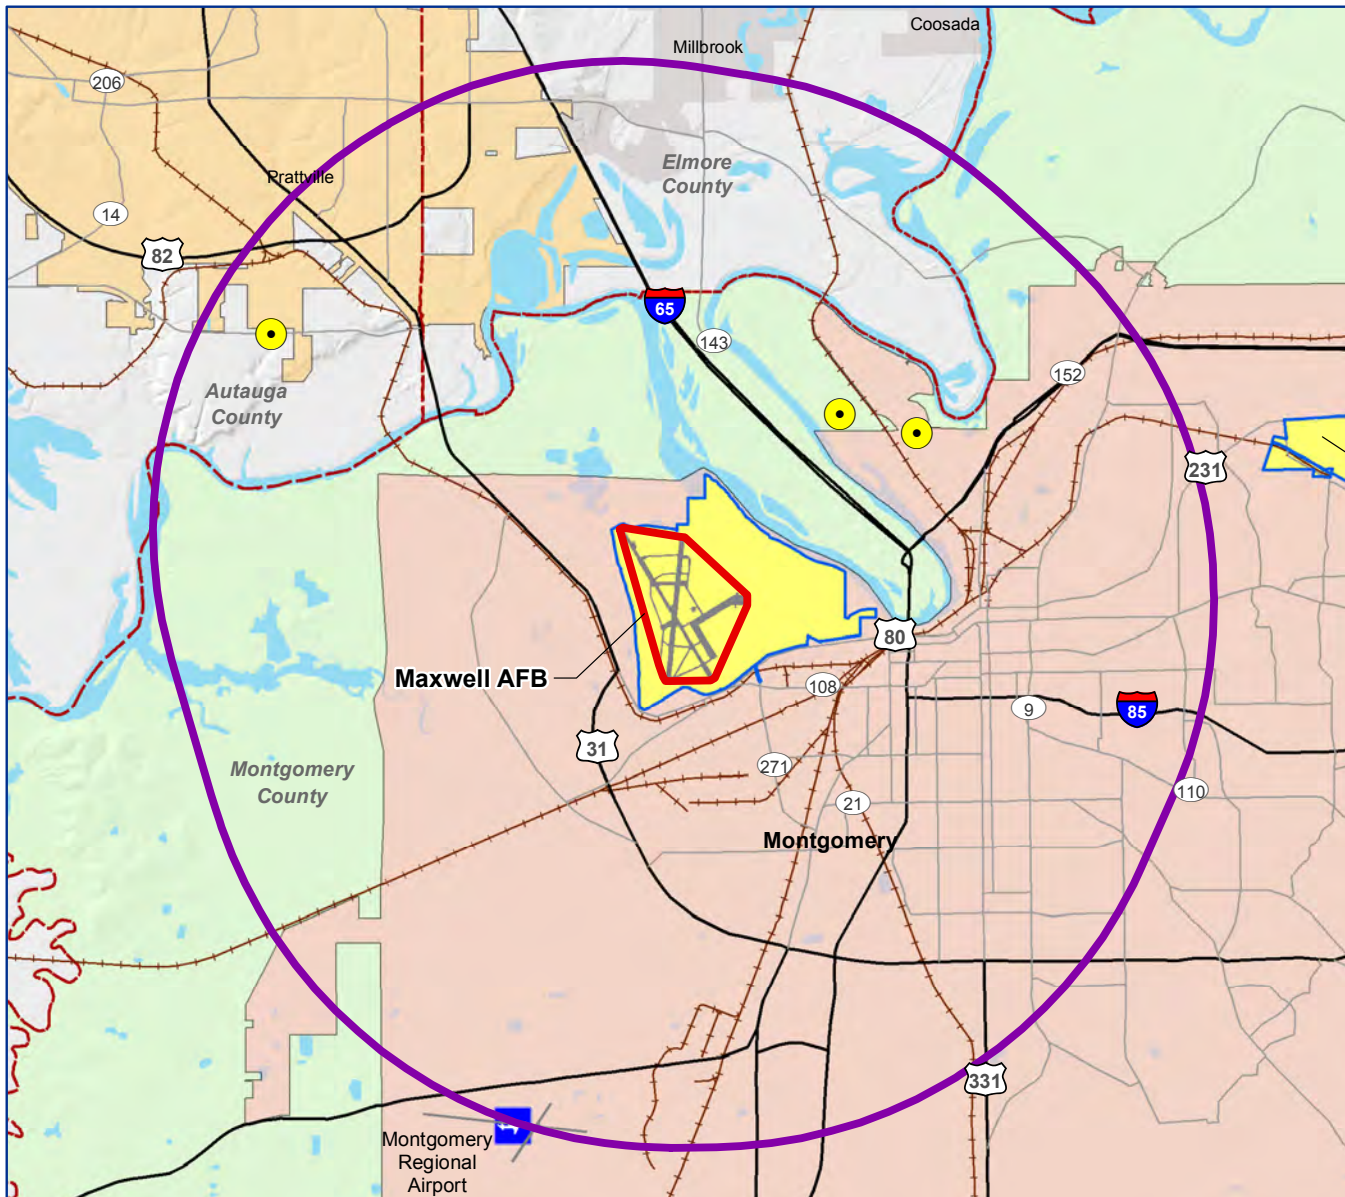 Coosada
Millbrook
206
Elmore
County
Prattville
14
82
65
143
152
Autauga
County
231
80
Maxwell AFB
108
9
85
31
271
Montgomery
County
110
21
Montgomery
331
Montgomery
Regional
Airport